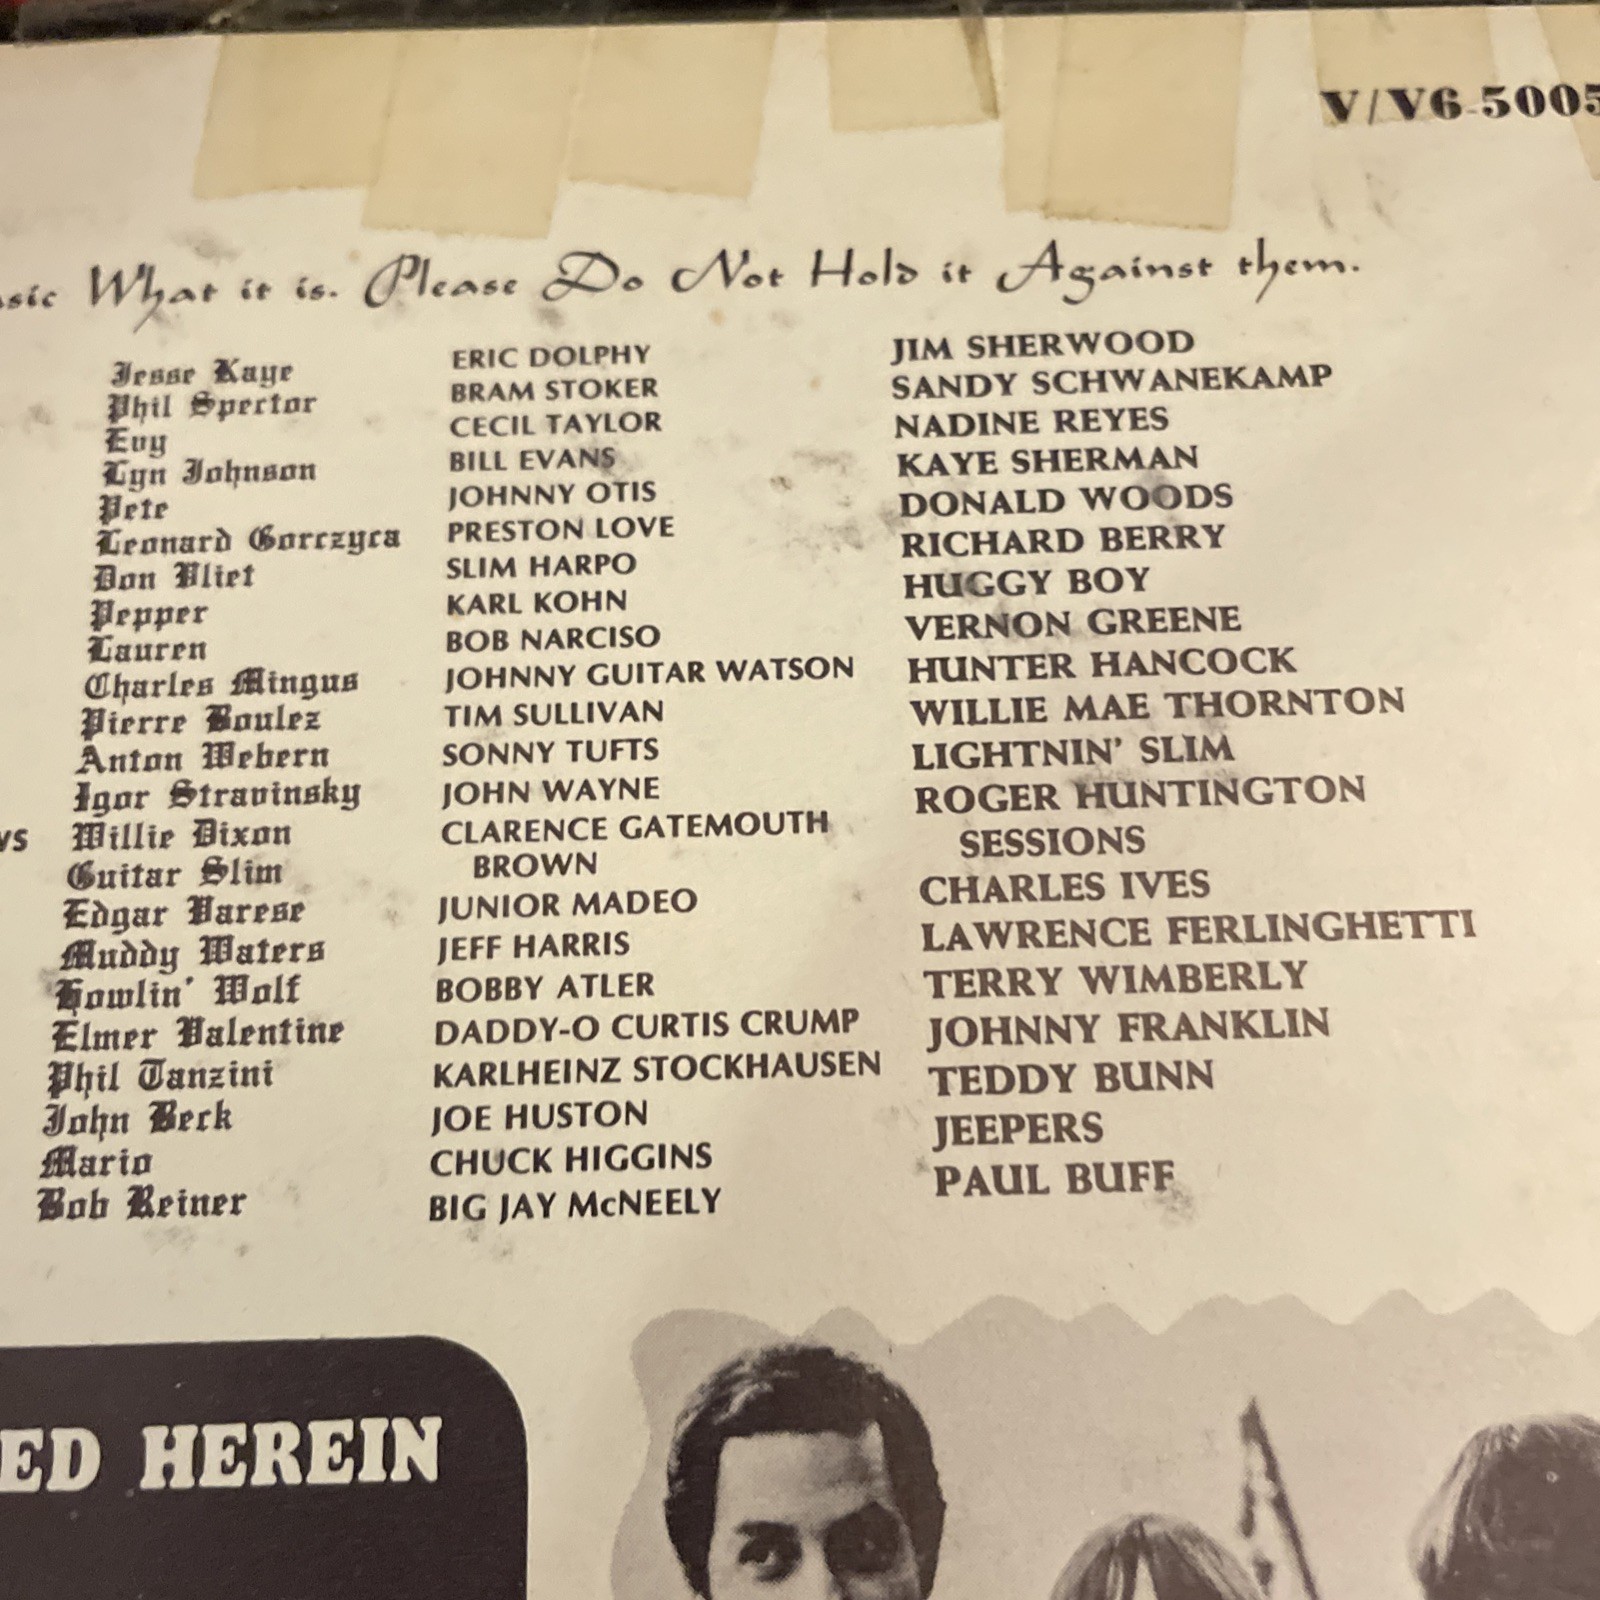 V/V6-5005
What it is. Please Do Not Hold it Against them.
Jesse Kaye
Phil Spector
Evy
Lyn Johnson
Pete
Leonard Gorczyca
Don Vliet
Pepper
Lauren
Charles Mingus
Pierre Boulez
Anton Webern
Igor Stravinsky
Willie Dixon
Guitar Slim
Edgar Varese
Muddy Waters
Howlin' Wolf
Elmer Valentine
Phil Tanzini
John Beck
Mario
Bob Reiner
ERIC DOLPHY
BRAM STOKER
CECIL TAYLOR
BILL EVANS
JOHNNY OTIS
PRESTON LOVE
SLIM HARPO
KARL KOHN
BOB NARCISO
JOHNNY GUITAR WATSON
TIM SULLIVAN
SONNY TUFTS
JOHN WAYNE
CLARENCE GATEMOUTH
BROWN
JUNIOR MADEO
JEFF HARRIS
BOBBY ATLER
DADDY-O CURTIS CRUMP
KARLHEINZ STOCKHAUSEN
JOE HUSTON
CHUCK HIGGINS
BIG JAY McNEELY
JIM SHERWOOD
SANDY SCHWANEKAMP
NADINE REYES
KAYE SHERMAN
DONALD WOODS
RICHARD BERRY
HUGGY BOY
VERNON GREENE
HUNTER HANCOCK
WILLIE MAE THORNTON
LIGHTNIN' SLIM
ROGER HUNTINGTON
SESSIONS
CHARLES IVES
LAWRENCE FERLINGHETTI
TERRY WIMBERLY
JOHNNY FRANKLIN
TEDDY BUNN
JEEPERS
PAUL BUFF
HEREIN